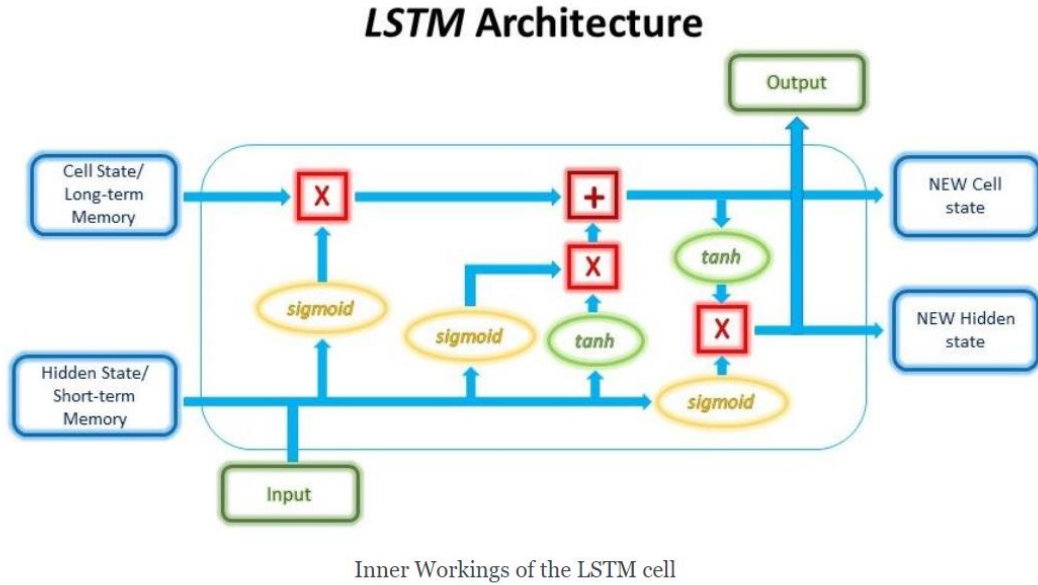 LSTM Architecture
Output
Cell State/
Long-term
Memory
X
+
NEW Cell
state
tanh
X
sigmoid
sigmoid
tanh
X
NEW Hidden
state
Hidden State/
Short-term
Memory
sigmoid
Input
Inner Workings of the LSTM cell